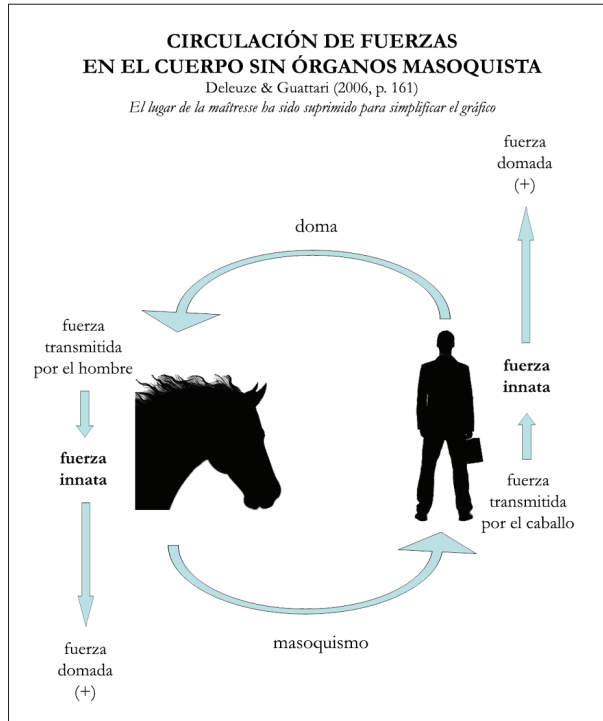 CIRCULACIÓN DE FUERZAS
EN EL CUERPO SIN ÓRGANOS MASOQUISTA
Deleuze & Guattari (2006, p. 161)
El lugar de la maîtresse ha sido suprimido para simplificar el gráfico
fuerza
domada
(+)
doma
fuerza
transmitida
por el hombre
fuerza
innata
fuerza
innata
fuerza
transmitida
por el caballo
masoquismo
fuerza
domada
(+)